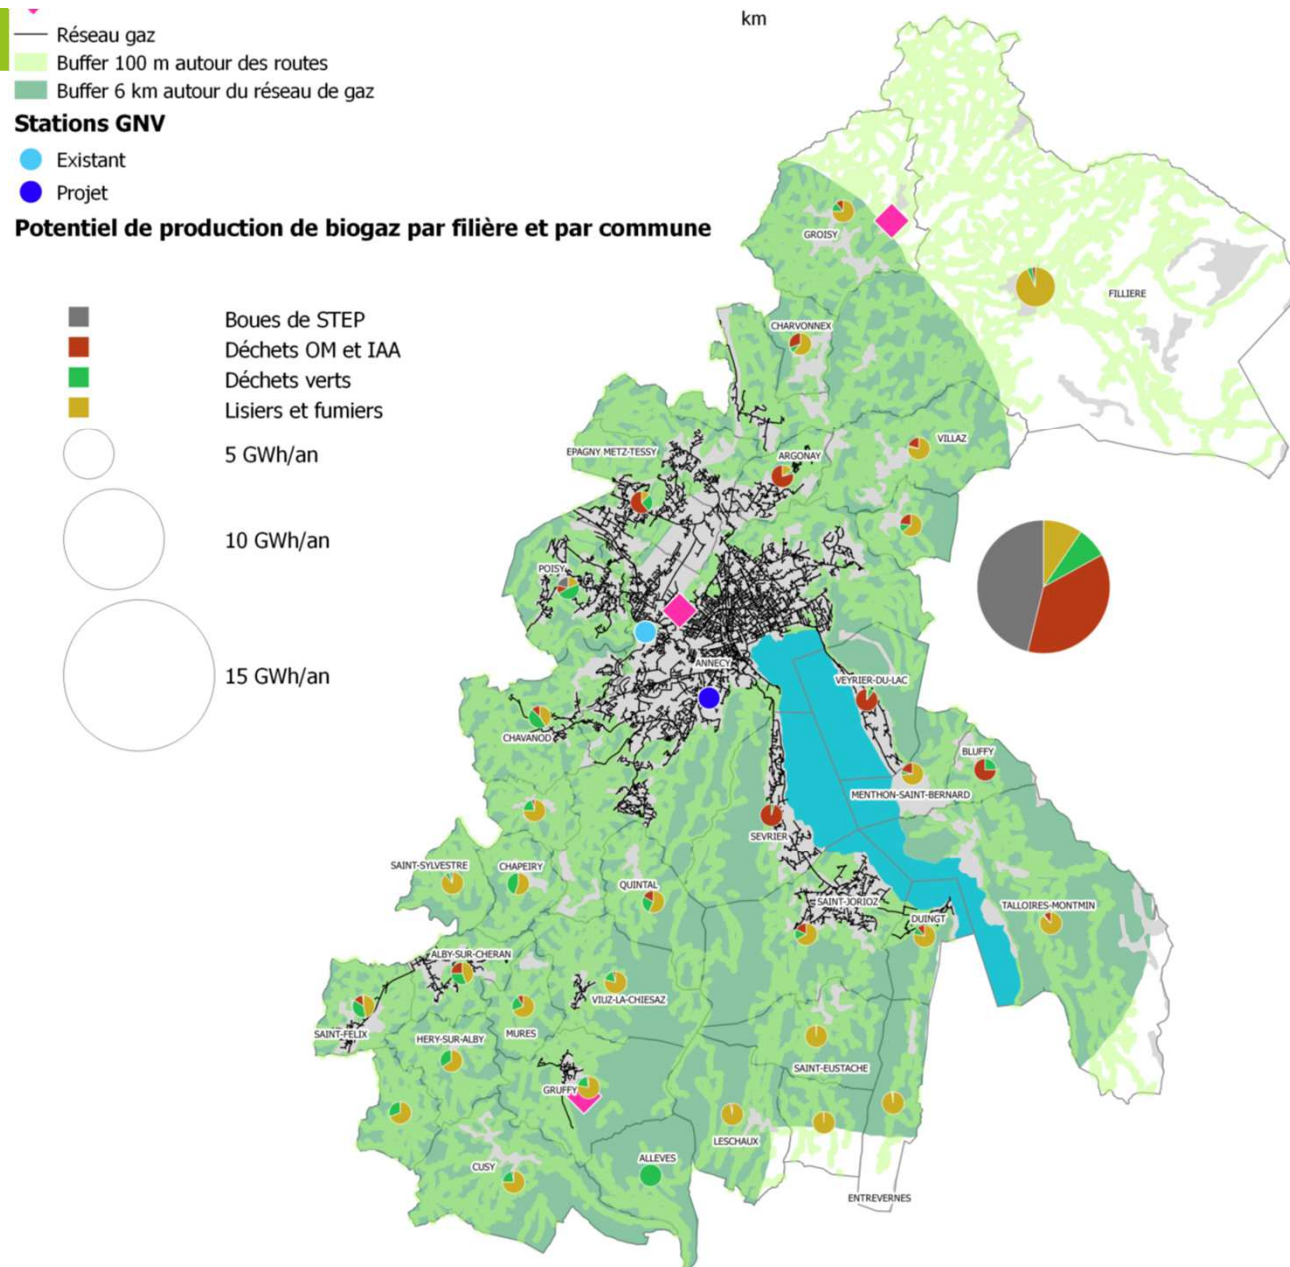 km
Réseau gaz
Buffer 100 m autour des routes
Buffer 6 km autour du réseau de gaz
Stations GNV
Existant
Projet
Potentiel de production de biogaz par filière et par commune
Boues de STEP
Déchets OM et IAA
Déchets verts
Lisiers et fumiers
5 GWh/an
10 GWh/an
15 GWh/an
GROISY
FILLIERE
CHARVONNEX
VILLAZ
EPAGNY METZ-TESSY
ARGONAY
POISY
ANNECY
VEYRIER-DU-LAC
CHAVANOD
BLUFFY
MENTHON-SAINT-BERNARD
SEVRIER
SAINT-SYLVESTRE
CHAPEIRY
QUINTAL
SAINT-JORIOZ
TALLOIRES-MONTMIN
DUINGT
ALBY-SUR-CHERAN
VIUZ-LA-CHIESAZ
SAINT-FELIX
MURES
HERY-SUR-ALBY
SAINT-EUSTACHE
GRUFFY
LESCHAUX
ALLEVES
CUSY
ENTREVERNES